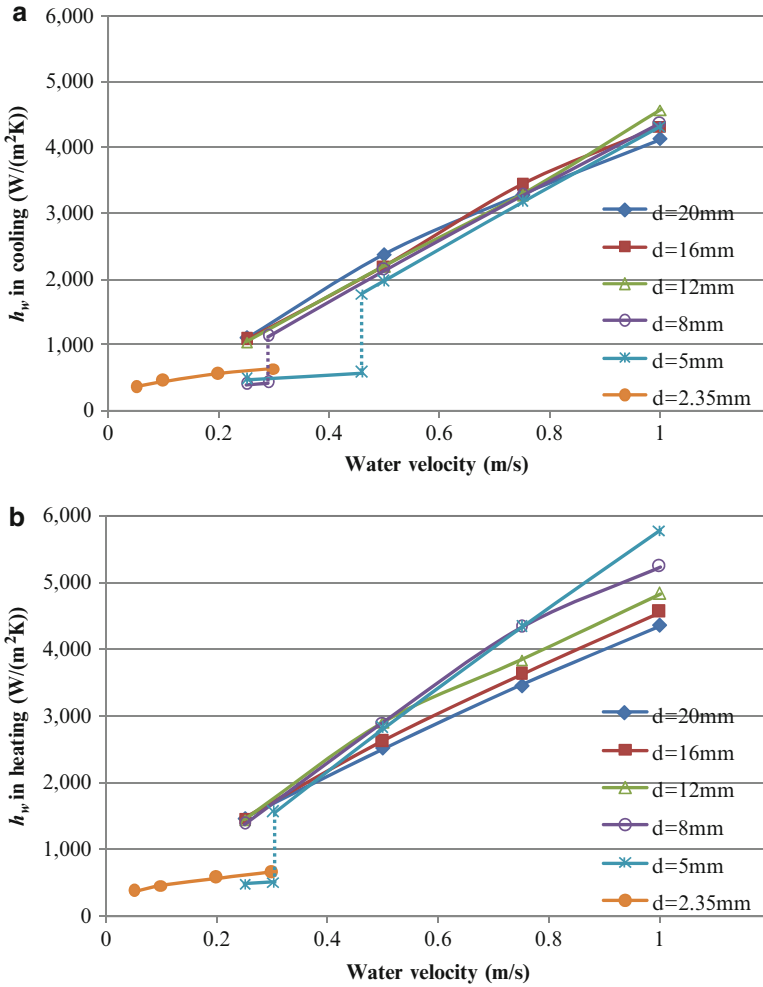 a
6,000
5,000
4,000
3,000
2,000
1,000
0
h_w in cooling (W/(m²K))
d=20mm
d=16mm
d=12mm
d=8mm
d=5mm
d=2.35mm
0
0.2
0.4
0.6
0.8
1
Water velocity (m/s)
b
6,000
5,000
4,000
3,000
2,000
1,000
0
h_w in heating (W/(m²K))
d=20mm
d=16mm
d=12mm
d=8mm
d=5mm
d=2.35mm
0
0.2
0.4
0.6
0.8
1
Water velocity (m/s)